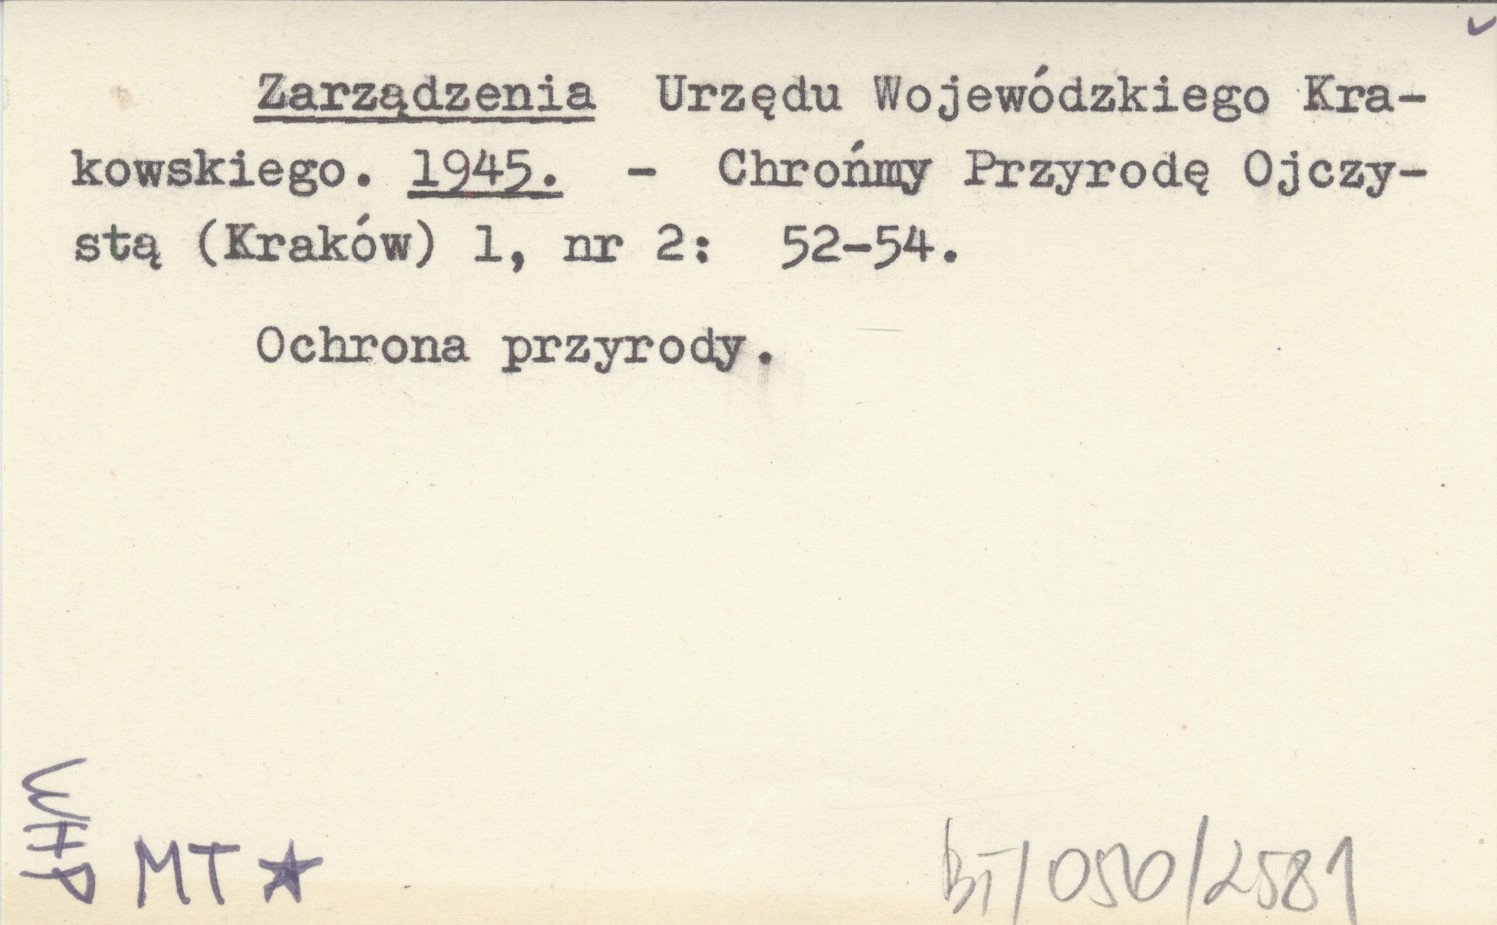 Zarządzenia Urzędu Wojewódzkiego Kra-
kowskiego. 1945. - Chrońmy Przyrodę Ojczy-
stą (Kraków) 1, nr 2: 52-54.
Ochrona przyrody.
WHP
MT ★
BT/050/2581